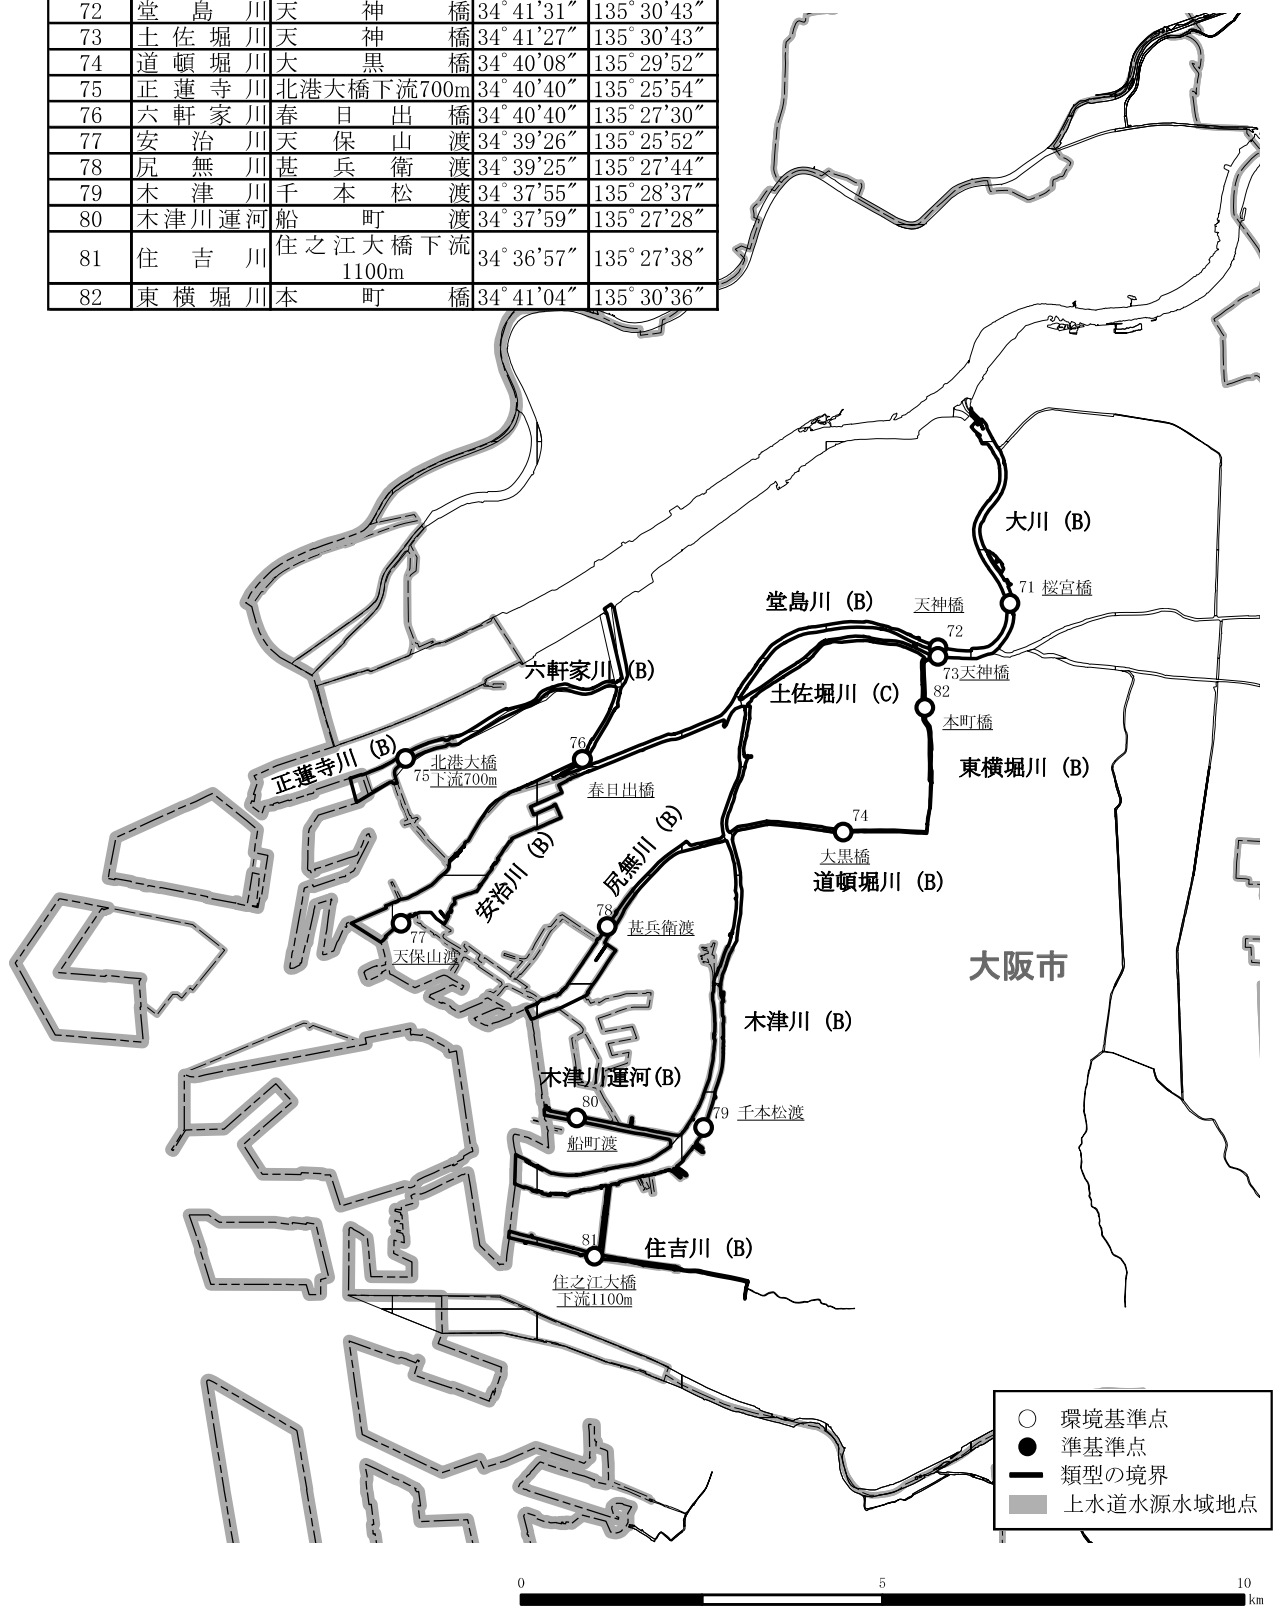 72 堂島川 天神橋 34°41'31" 135°30'43"
73 土佐堀川 天神橋 34°41'27" 135°30'43"
74 道頓堀川 大黒橋 34°40'08" 135°29'52"
75 正蓮寺川 北港大橋下流700m 34°40'40" 135°25'54"
76 六軒家川 春日出橋 34°40'40" 135°27'30"
77 安治川 天保山渡 34°39'26" 135°25'52"
78 尻無川 甚兵衛渡 34°39'25" 135°27'44"
79 木津川 千本松渡 34°37'55" 135°28'37"
80 木津川運河 船町渡 34°37'59" 135°27'28"
81 住吉川 住之江大橋下流
1100m 34°36'57" 135°27'38"
82 東横堀川 本町橋 34°41'04" 135°30'36"
大川 (B)
71 桜宮橋
堂島川 (B)
天神橋
72
73天神橋
六軒家川 (B)
土佐堀川 (C)
82
本町橋
正蓮寺川 (B)
75
北港大橋
下流700m
76
春日出橋
東横堀川 (B)
74
大黒橋
道頓堀川 (B)
安治川 (B)
尻無川 (B)
78
甚兵衛渡
77
天保山渡
大阪市
木津川 (B)
木津川運河(B)
80
船町渡
79 千本松渡
81
住吉川 (B)
住之江大橋
下流1100m
環境基準点
準基準点
類型の境界
上水道水源水域地点
0 5 10
km